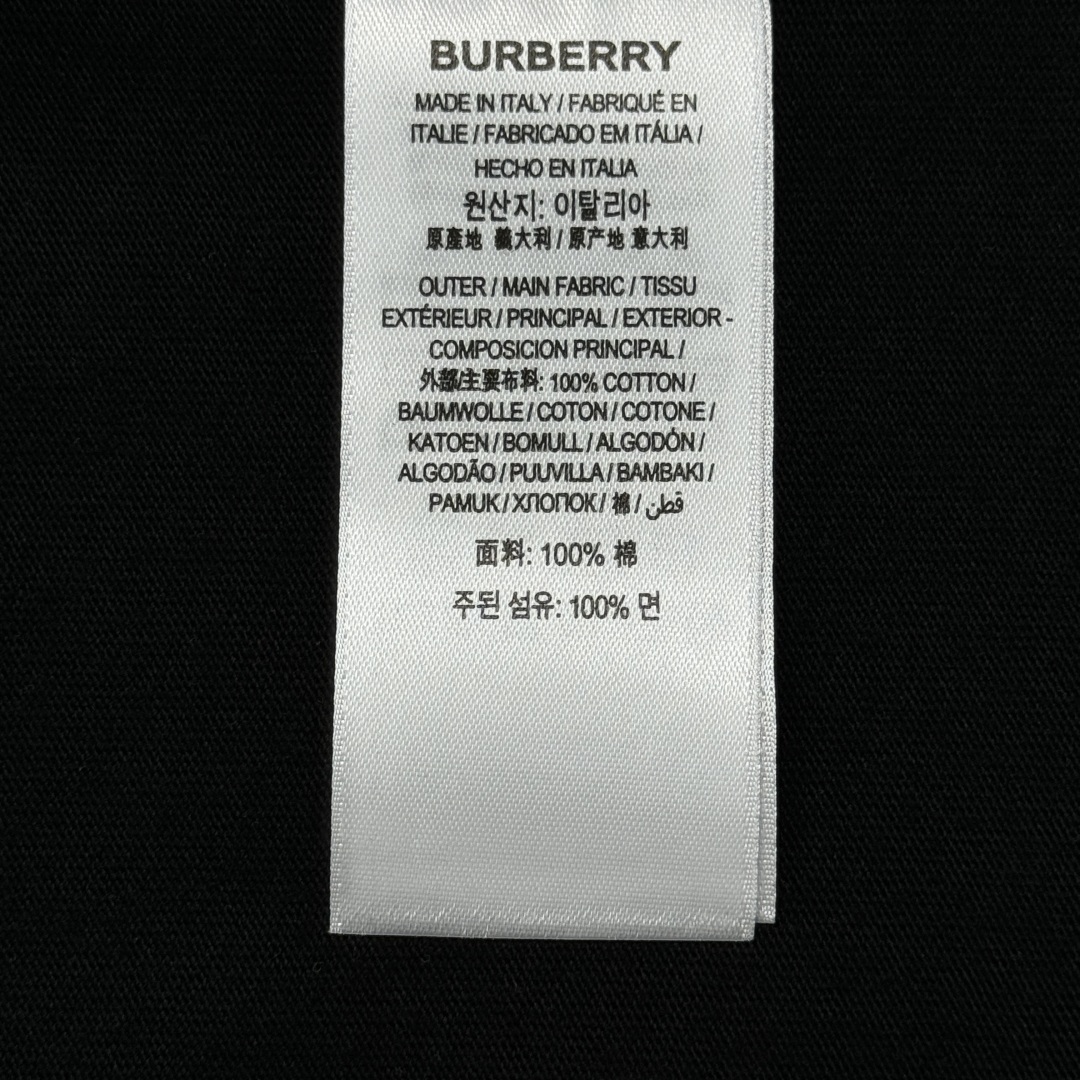 BURBERRY
MADE IN ITALY / FABRIQUÉ EN
ITALIE / FABRICADO EM ITÁLIA /
HECHO EN ITALIA
원산지: 이탈리아
原產地 義大利 / 原产地 意大利
OUTER / MAIN FABRIC / TISSU
EXTÉRIEUR / PRINCIPAL / EXTERIOR -
COMPOSICION PRINCIPAL /
外部/主要布料: 100% COTTON /
BAUMWOLLE / COTON / COTONE /
KATOEN / BOMULL / ALGODÓN /
ALGODÃO / PUUVILLA / BAMBAKI /
PAMUK / ХЛОПОК / 棉 / قطن
面料: 100% 棉
주된 섬유: 100% 면